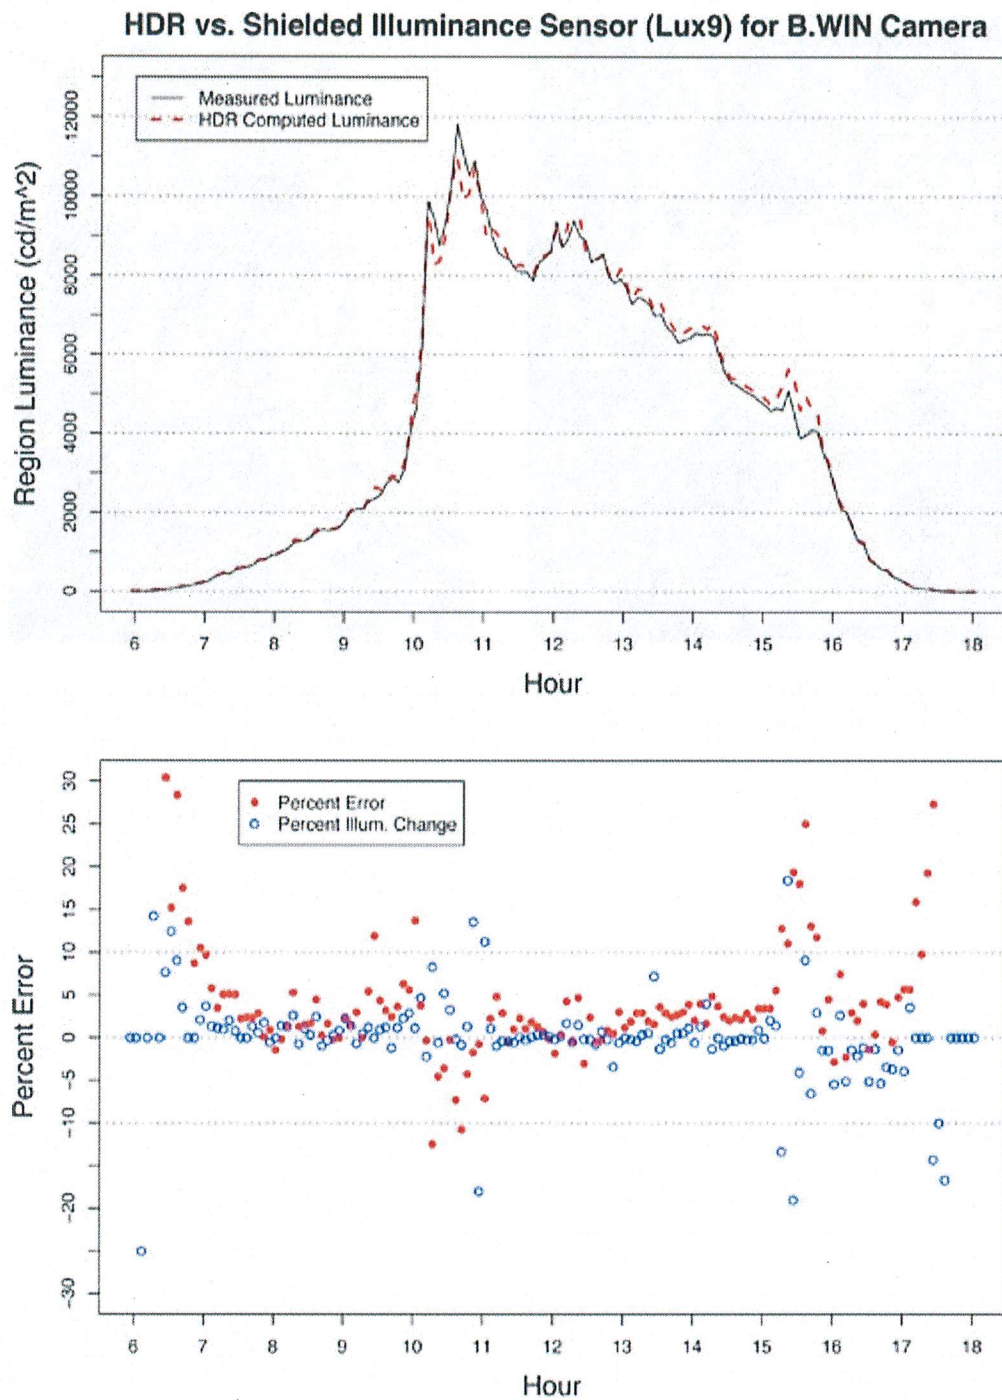 HDR vs. Shielded Illuminance Sensor (Lux9) for B.WIN Camera
Measured Luminance
HDR Computed Luminance
Region Luminance (cd/m^2)
12000
10000
8000
6000
4000
2000
0
6 7 8 9 10 11 12 13 14 15 16 17 18
Hour
Percent Error
Percent Illum. Change
Percent Error
30
25
20
15
10
5
0
−5
−10
−20
−30
6 7 8 9 10 11 12 13 14 15 16 17 18
Hour